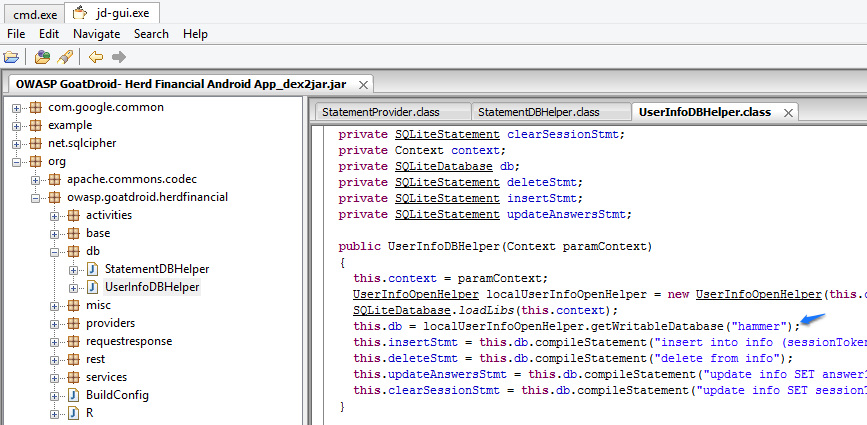 cmd.exe
jd-gui.exe
File Edit Navigate Search Help
OWASP GoatDroid- Herd Financial Android App_dex2jar.jar
com.google.common
example
net.sqlcipher
org
apache.commons.codec
owasp.goatdroid.herdfinancial
activities
base
db
StatementDBHelper
UserInfoDBHelper
misc
providers
requestresponse
rest
services
BuildConfig
R
StatementProvider.class
StatementDBHelper.class
UserInfoDBHelper.class
private SQLiteStatement clearSessionStmt;
private Context context;
private SQLiteDatabase db;
private SQLiteStatement deleteStmt;
private SQLiteStatement insertStmt;
private SQLiteStatement updateAnswersStmt;
public UserInfoDBHelper(Context paramContext)
{
this.context = paramContext;
UserInfoOpenHelper localUserInfoOpenHelper = new UserInfoOpenHelper(this.c
SQLiteDatabase.loadLibs(this.context);
this.db = localUserInfoOpenHelper.getWritableDatabase("hammer");
this.insertStmt = this.db.compileStatement("insert into info (sessionToken
this.deleteStmt = this.db.compileStatement("delete from info");
this.updateAnswersStmt = this.db.compileStatement("update info SET answer1
this.clearSessionStmt = this.db.compileStatement("update info SET sessionT
}